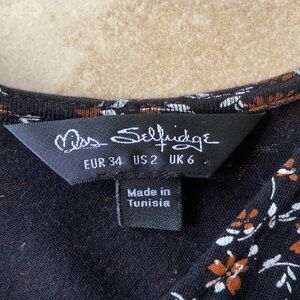 Miss Selfridge
EUR 34 US 2 UK 6
Made in
Tunisia